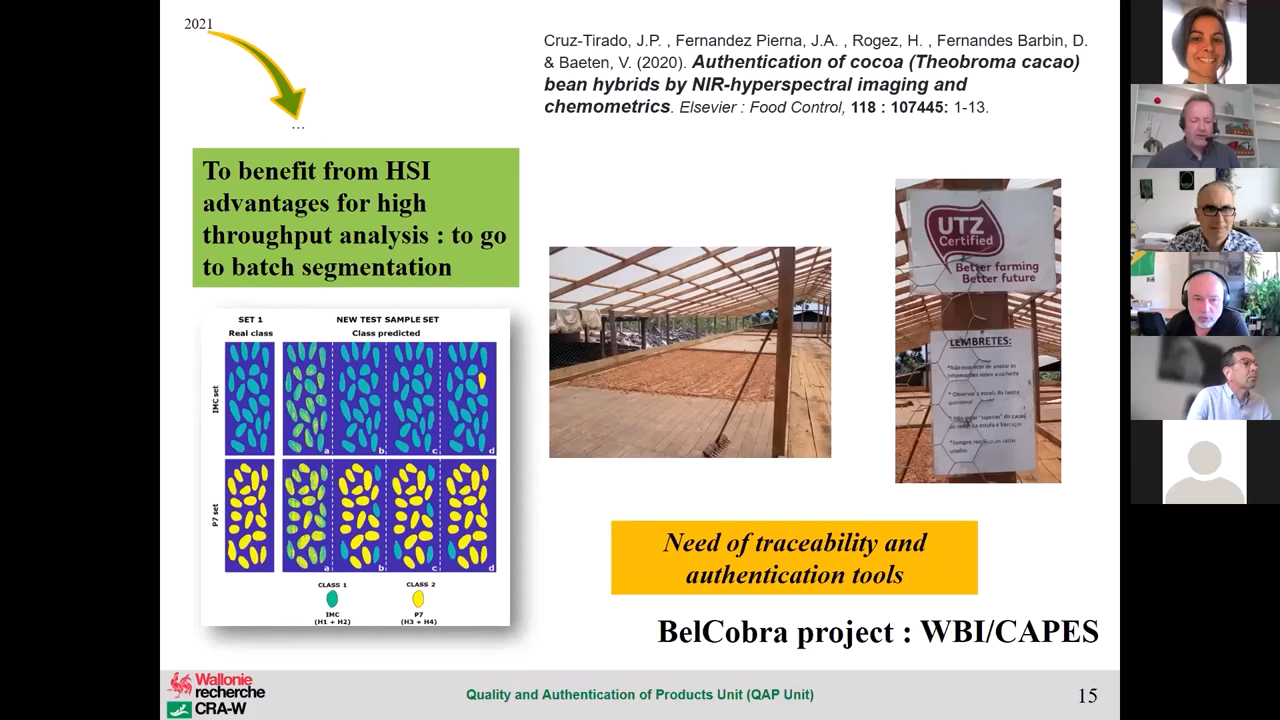 2021
...
Cruz-Tirado, J.P. , Fernandez Pierna, J.A. , Rogez, H. , Fernandes Barbin, D.
& Baeten, V. (2020). Authentication of cocoa (Theobroma cacao)
bean hybrids by NIR-hyperspectral imaging and
chemometrics. Elsevier : Food Control, 118 : 107445: 1-13.
To benefit from HSI
advantages for high
throughput analysis : to go
to batch segmentation
SET 1
NEW TEST SAMPLE SET
Real class
Class predicted
IMC set
a b c d
P7 set
a b c d
CLASS 1
CLASS 2
IMC
(H1 + H2)
P7
(H3 + H4)
UTZ
Certified
Better farming
Better future
LEMBRETES:
Need of traceability and
authentication tools
BelCobra project : WBI/CAPES
Wallonie
recherche
CRA-W
Quality and Authentication of Products Unit (QAP Unit)
15